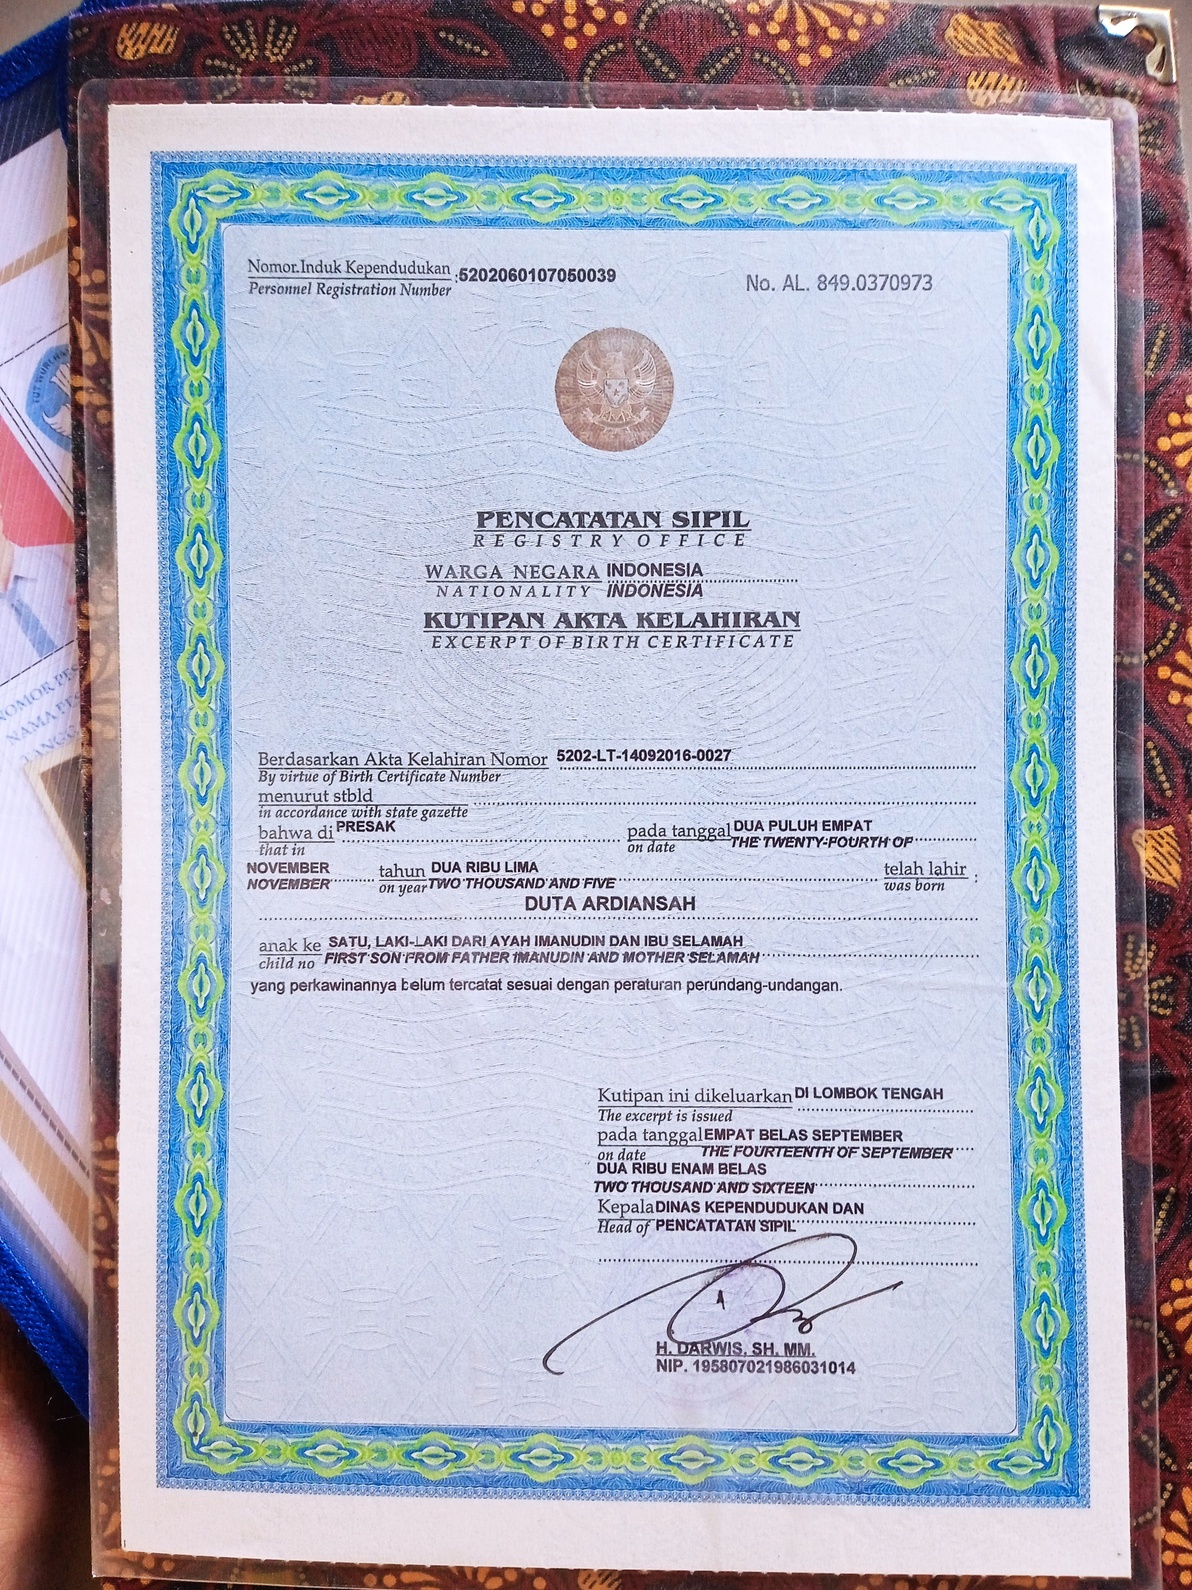 Nomor.Induk Kependudukan :5202060107050039
Personnel Registration Number
No. AL. 849.0370973
PENCATATAN SIPIL
REGISTRY OFFICE
WARGA NEGARA INDONESIA
NATIONALITY INDONESIA
KUTIPAN AKTA KELAHIRAN
EXCERPT OF BIRTH CERTIFICATE
Berdasarkan Akta Kelahiran Nomor 5202-LT-14092016-0027
By virtue of Birth Certificate Number
menurut stbld
in accordance with state gazette
bahwa di PRESAK pada tanggal DUA PULUH EMPAT
that in on date THE TWENTY-FOURTH OF
NOVEMBER tahun DUA RIBU LIMA telah lahir :
NOVEMBER on year TWO THOUSAND AND FIVE was born
DUTA ARDIANSAH
anak ke SATU, LAKI-LAKI DARI AYAH IMANUDIN DAN IBU SELAMAH
child no FIRST SON FROM FATHER IMANUDIN AND MOTHER SELAMAH
yang perkawinannya belum tercatat sesuai dengan peraturan perundang-undangan.
Kutipan ini dikeluarkan DI LOMBOK TENGAH
The excerpt is issued
pada tanggal EMPAT BELAS SEPTEMBER
on date THE FOURTEENTH OF SEPTEMBER
DUA RIBU ENAM BELAS
TWO THOUSAND AND SIXTEEN
Kepala DINAS KEPENDUDUKAN DAN
Head of PENCATATAN SIPIL
H. DARWIS, SH. MM.
NIP. 195807021986031014